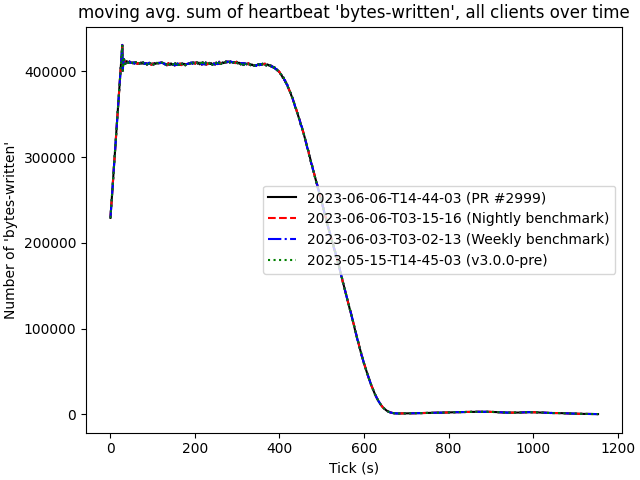 moving avg. sum of heartbeat 'bytes-written', all clients over time
Number of 'bytes-written'
400000
300000
200000
100000
0
2023-06-06-T14-44-03 (PR #2999)
2023-06-06-T03-15-16 (Nightly benchmark)
2023-06-03-T03-02-13 (Weekly benchmark)
2023-05-15-T14-45-03 (v3.0.0-pre)
0 200 400 600 800 1000 1200
Tick (s)